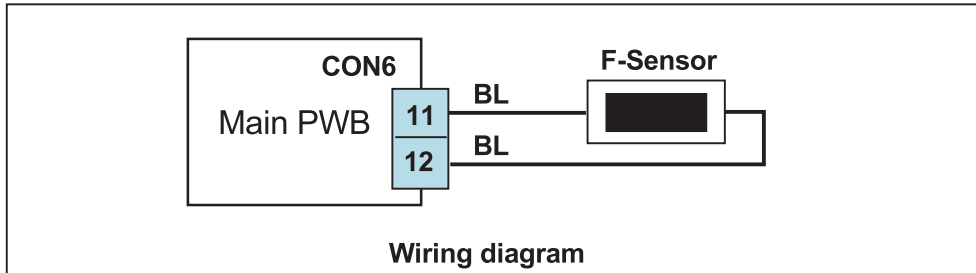 CON6
F-Sensor
Main PWB
11
BL
12
BL
Wiring diagram